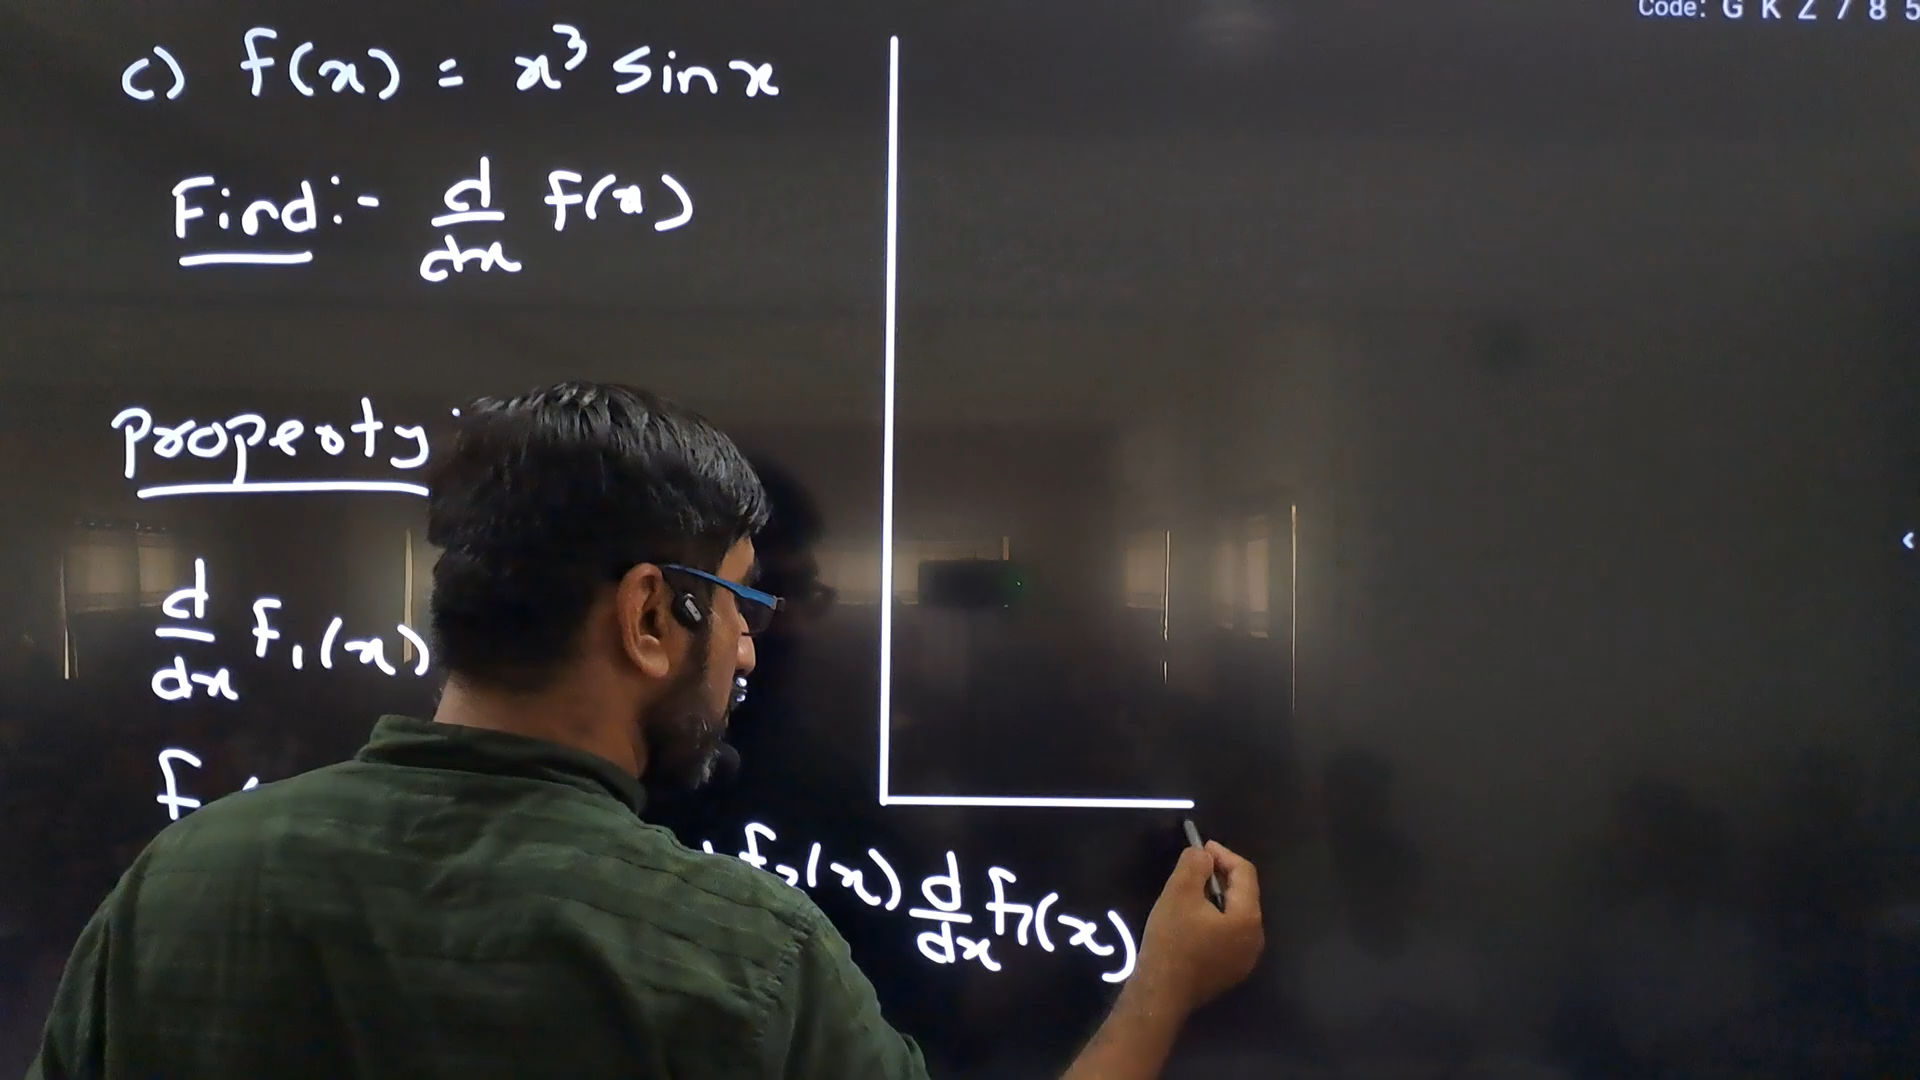 Code: G K Z 7 8 5
c) f(x) = x³ sin x
Find :- d/dx f(x)
Property
d/dx f₁(x)
f₂(x) d/dx f₁(x)